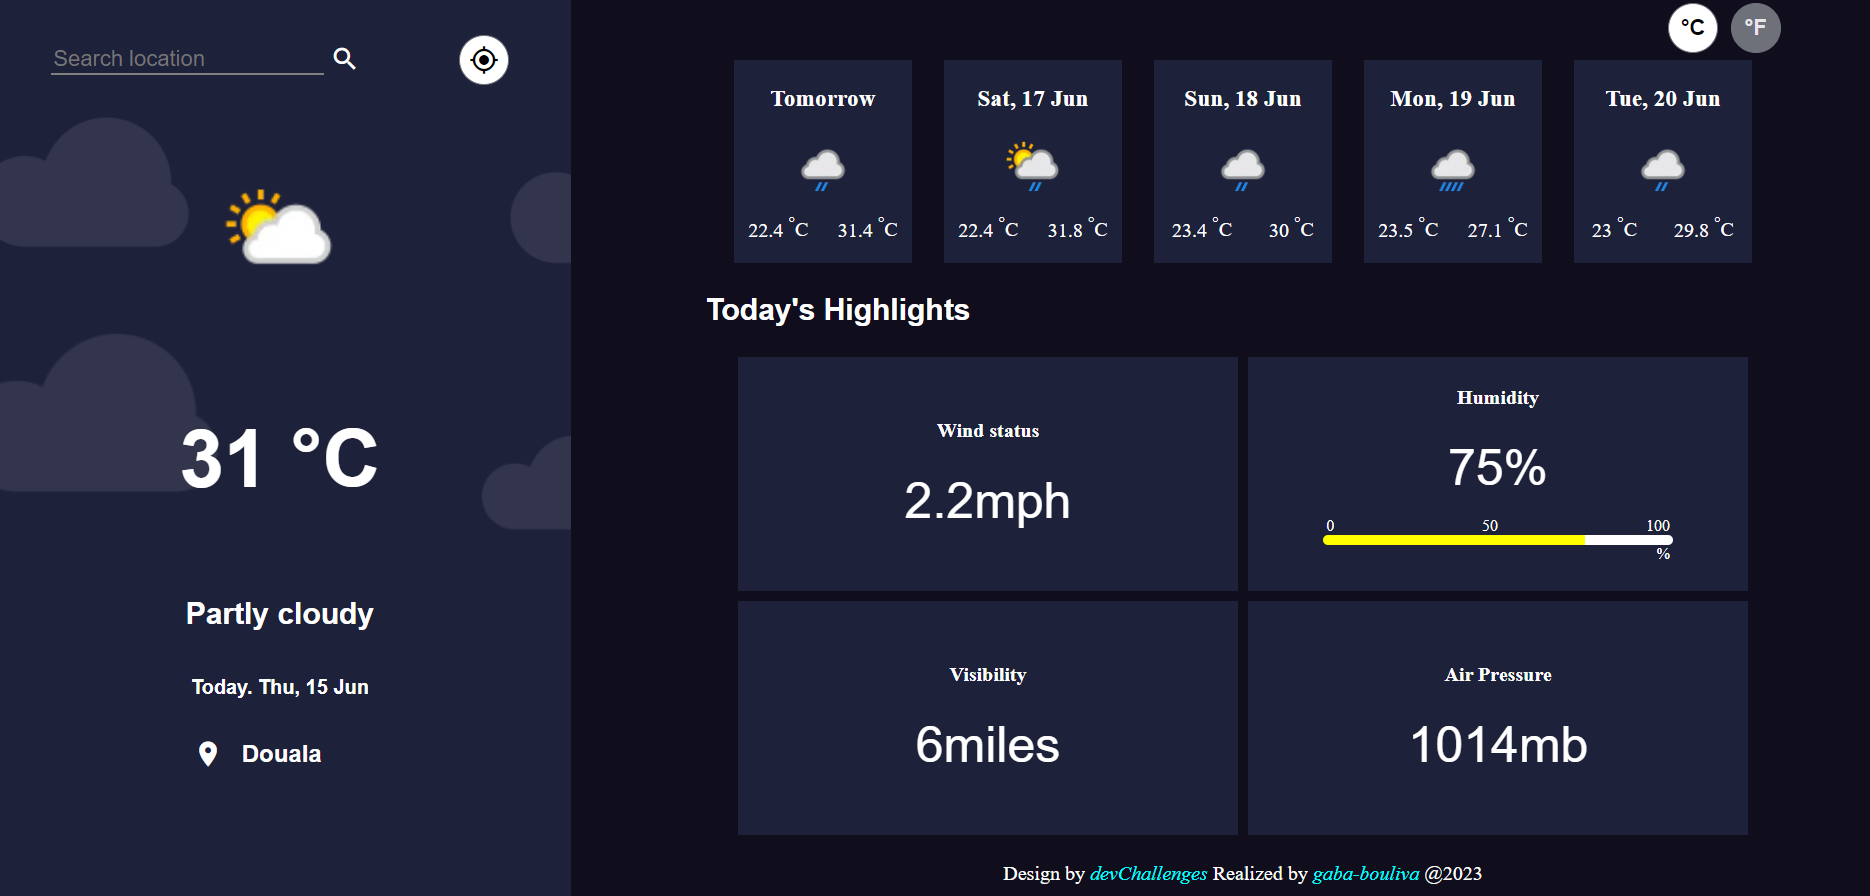 Search location
31 °C
Partly cloudy
Today. Thu, 15 Jun
Douala
°C °F
Tomorrow
22.4 °C 31.4 °C
Sat, 17 Jun
22.4 °C 31.8 °C
Sun, 18 Jun
23.4 °C 30 °C
Mon, 19 Jun
23.5 °C 27.1 °C
Tue, 20 Jun
23 °C 29.8 °C
Today's Highlights
Wind status
2.2mph
Humidity
75%
0 50 100
%
Visibility
6miles
Air Pressure
1014mb
Design by devChallenges Realized by gaba-bouliva @2023